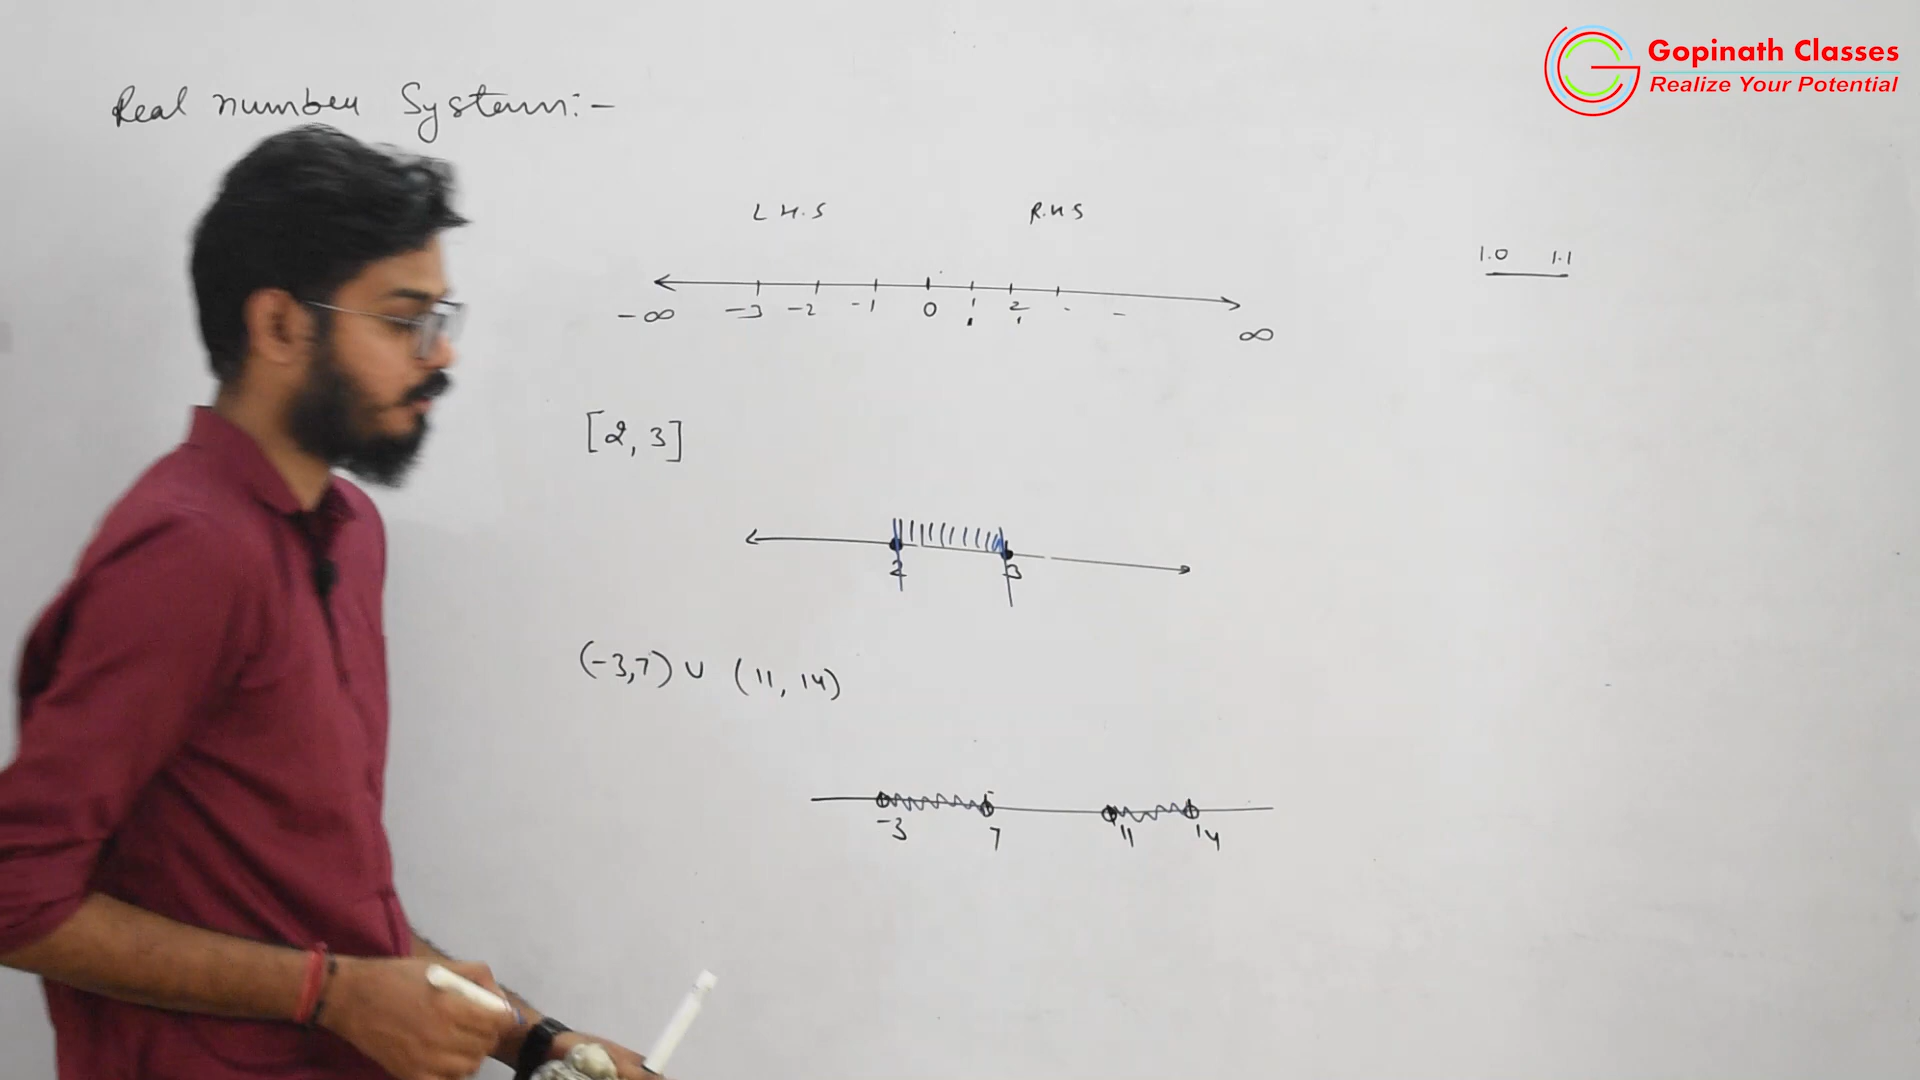 Gopinath Classes
Realize Your Potential
Real number System:-
L H.S R.H S
1.0 1.1
-∞ -3 -2 -1 0 1 2 - - ∞
[2, 3]
2 3
(-3,7) ∪ (11, 14)
-3 7 11 14